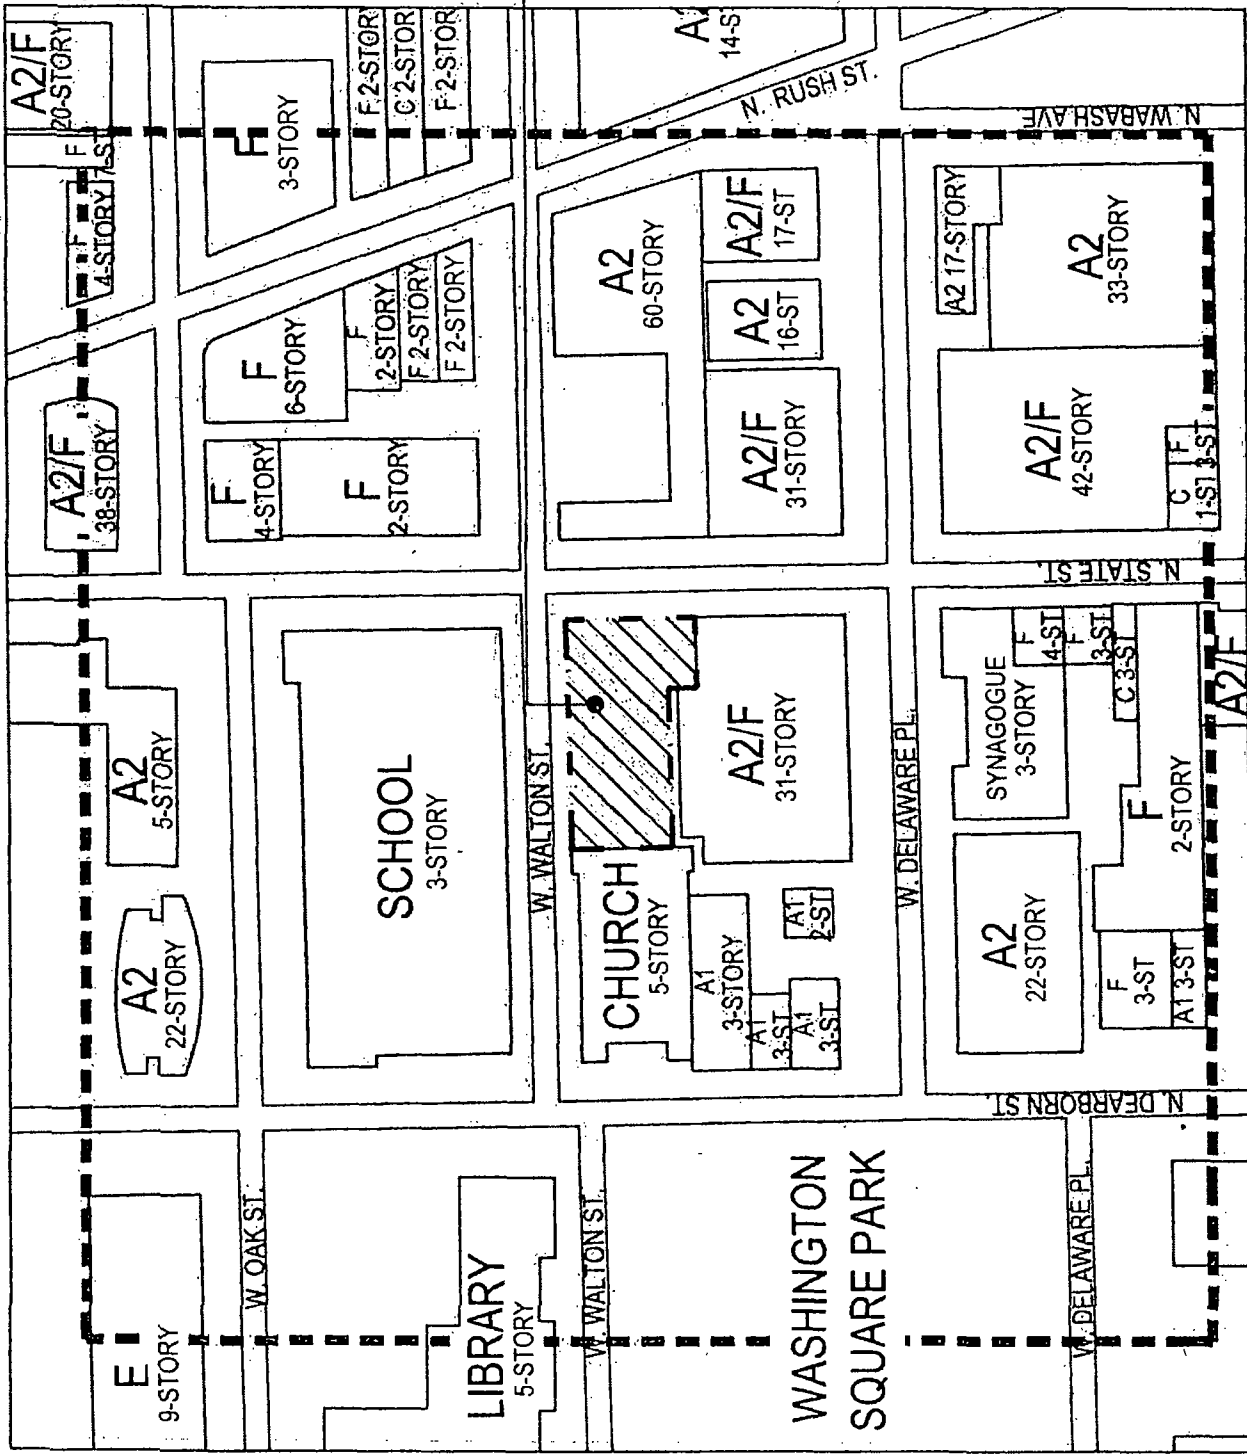 E
9-STORY
A2
22-STORY
A2
5-STORY
A2/F
38-STORY
F
4-STORY
F
7-ST
A2/F
20-STORY
W. OAK ST.
LIBRARY
5-STORY
SCHOOL
3-STORY
F
4-STORY
F
2-STORY
F
6-STORY
F
2-STORY
F 2-STORY
F 2-STORY
F
3-STORY
F 2-STOR
C 2-STOR
F 2-STOR
W. WALTON ST.
W. WALTON ST.
CHURCH
5-STORY
A1
3-STORY
A1
3-ST
A1
3-ST
A1
2-ST
A2/F
31-STORY
A2/F
31-STORY
A2
60-STORY
A2
16-ST
A2/F
17-ST
A2
14-S
N. RUSH ST.
WASHINGTON
SQUARE PARK
W. DELAWARE PL.
W. DELAWARE PL.
A2
22-STORY
SYNAGOGUE
3-STORY
F
4-ST
F
3-ST
C 3-ST
F
2-STORY
F
3-ST
A1 3-ST
A2/F
A2/F
42-STORY
C
1-ST
F
3-ST
A2 17-STORY
A2
33-STORY
N. DEARBORN ST.
N. STATE ST.
N. WABASH AVE